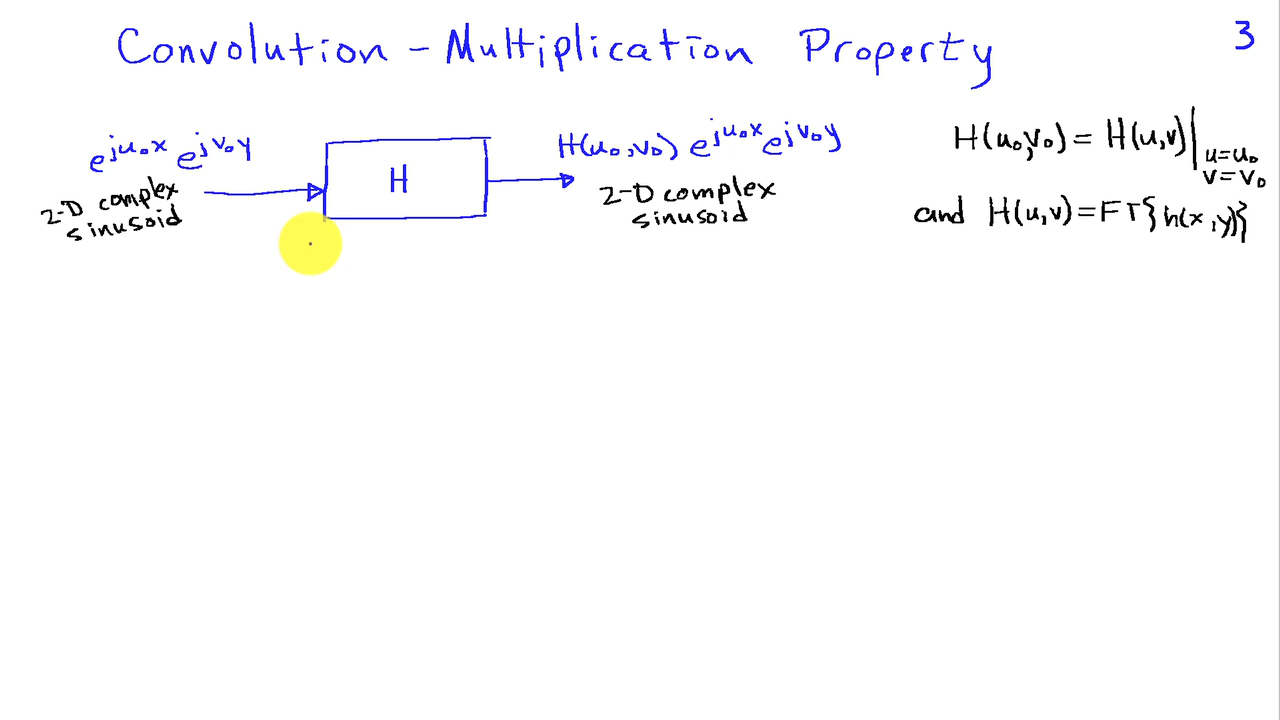 Convolution - Multiplication Property
3
e^{ju₀x} e^{jv₀y}
2-D complex
sinusoid
H
H(u₀,v₀) e^{ju₀x} e^{jv₀y}
2-D complex
sinusoid
H(u₀,v₀) = H(u,v)|
u=u₀
v=v₀
and H(u,v)=FT{h(x,y)}